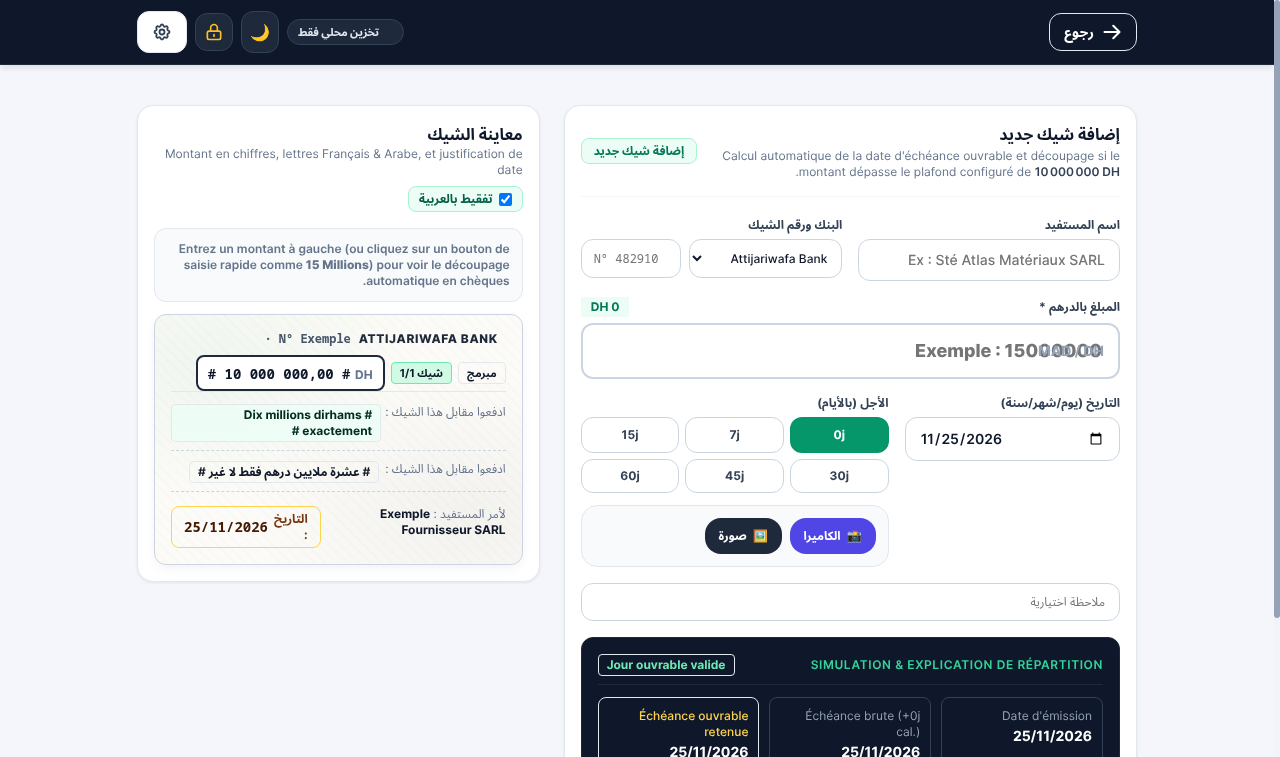 رجوع
تخزين محلي فقط
إضافة شيك جديد
Calcul automatique de la date d'échéance ouvrable et découpage si le
montant dépasse le plafond configuré de 10 000 000 DH.
إضافة شيك جديد
اسم المستفيد
البنك ورقم الشيك
Ex : Sté Atlas Matériaux SARL
Attijariwafa Bank
N° 482910
المبلغ بالدرهم *
DH 0
Exemple : 15000000
التاريخ (يوم/شهر/سنة)
الأجل (بالأيام)
11/25/2026
0j
7j
15j
30j
45j
60j
📸 الكاميرا
🖼️ صورة
ملاحظة اختيارية
SIMULATION & EXPLICATION DE RÉPARTITION
Jour ouvrable valide
Date d'émission
25/11/2026
Échéance brute (+0j
cal.)
25/11/2026
Échéance ouvrable
retenue
25/11/2026
معاينة الشيك
Montant en chiffres, lettres Français & Arabe, et justification de
date
تفقيط بالعربية
Entrez un montant à gauche (ou cliquez sur un bouton de
saisie rapide comme 15 Millions) pour voir le découpage
automatique en chèques.
ATTIJARIWAFA BANK
N° Exemple ·
مبرمج
شيك 1/1
# 10 000 000,00 # DH
ادفعوا مقابل هذا الشيك :
# Dix millions dirhams
exactement #
ادفعوا مقابل هذا الشيك :
# عشرة ملايين درهم فقط لا غير #
لأمر المستفيد : Exemple
Fournisseur SARL
التاريخ :
25/11/2026